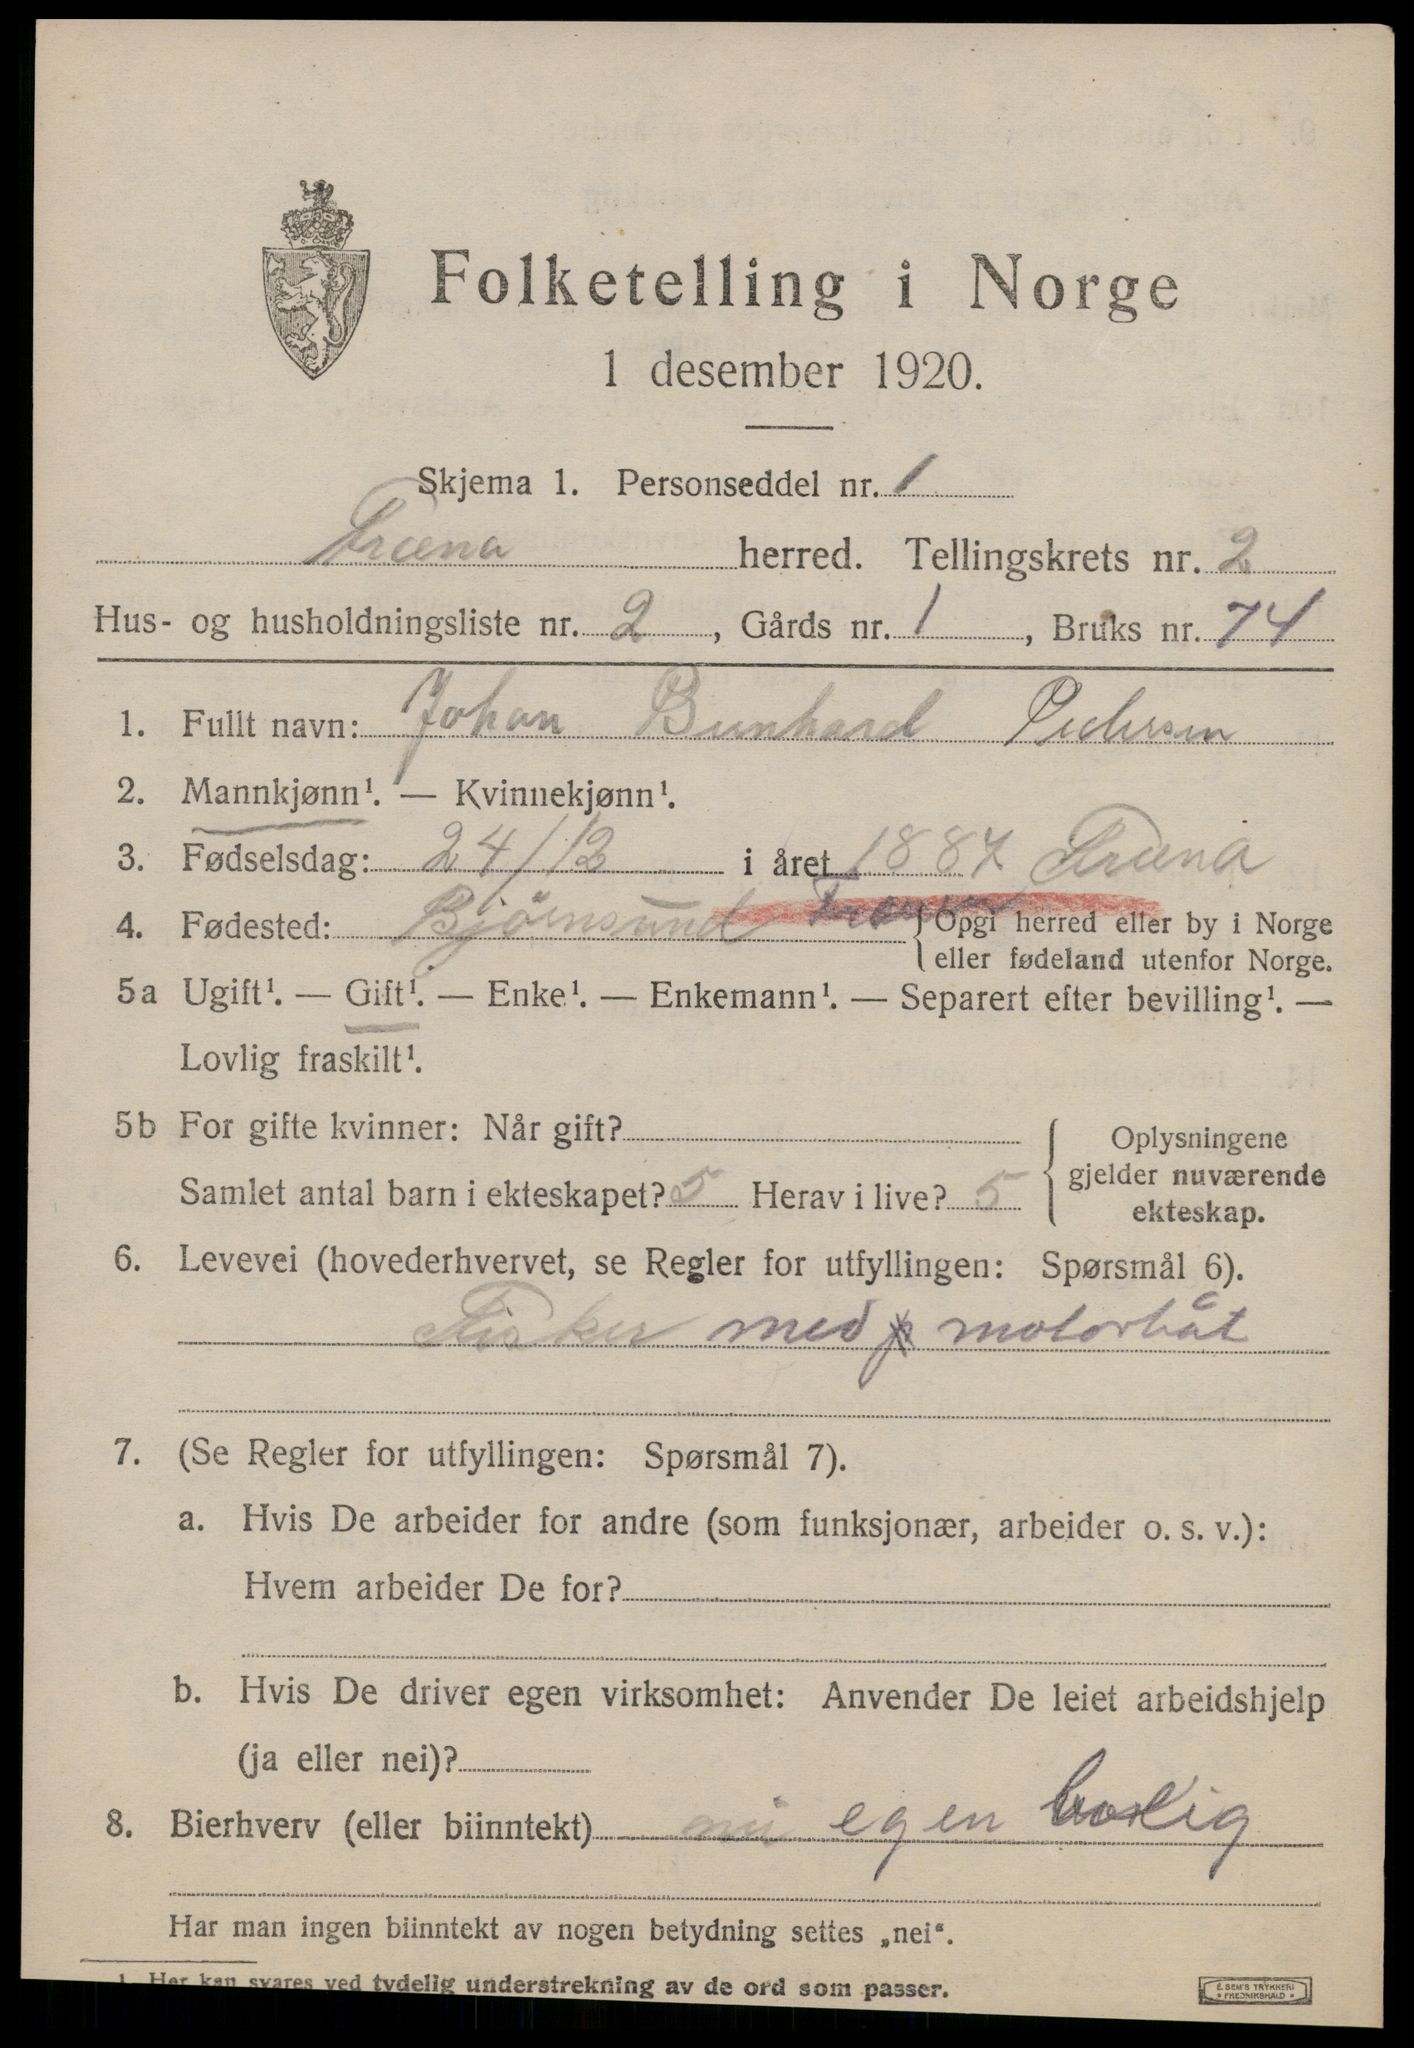 Folketelling i Norge
1 desember 1920.
Skjema 1. Personseddel nr. 1
Fræna herred. Tellingskrets nr. 2
Hus- og husholdningsliste nr. 2, Gårds nr. 1, Bruks nr. 74
1. Fullt navn: Johan Bernhard Pedersen
2. Mannkjønn¹. — Kvinnekjønn¹.
3. Fødselsdag: 24/12 i året 1887 Fræna
4. Fødested: Bjørnsund Fræna { Opgi herred eller by i Norge
eller fødeland utenfor Norge.
5a Ugift¹. — Gift¹. — Enke¹. — Enkemann¹. — Separert efter bevilling¹. —
Lovlig fraskilt¹.
5b For gifte kvinner: Når gift?
Samlet antal barn i ekteskapet? 5 Herav i live? 5
Oplysningene
gjelder nuværende
ekteskap.
6. Levevei (hovederhvervet, se Regler for utfyllingen: Spørsmål 6).
Fisker med motorbåt
7. (Se Regler for utfyllingen: Spørsmål 7).
a. Hvis De arbeider for andre (som funksjonær, arbeider o. s. v.):
Hvem arbeider De for?
b. Hvis De driver egen virksomhet: Anvender De leiet arbeidshjelp
(ja eller nei)?
8. Bierhverv (eller biinntekt) nei egen bolig
Har man ingen biinntekt av nogen betydning settes „nei“.
1. Her kan svares ved tydelig understrekning av de ord som passer.
E. SEM'S TRYKKERI
* FREDRIKSHALD *